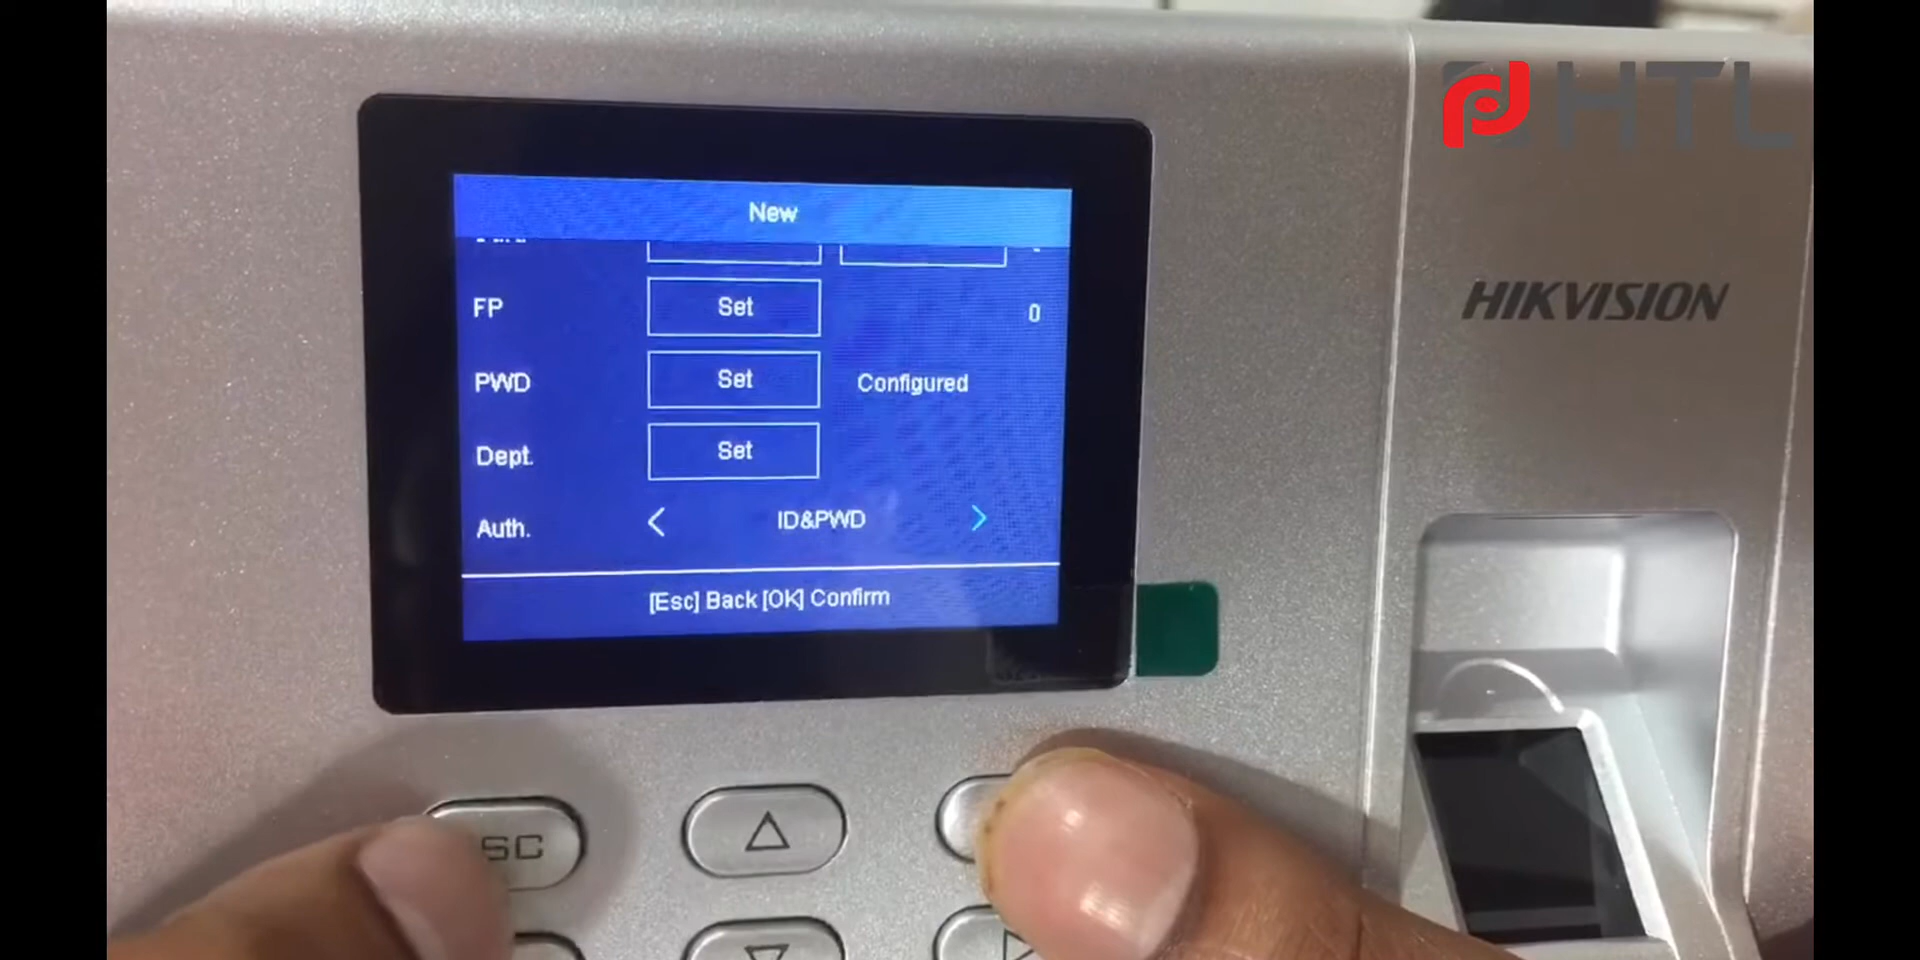 HTL
New
FP Set 0
PWD Set Configured
Dept. Set
Auth. < ID&PWD >
[Esc] Back [OK] Confirm
HIKVISION
SC